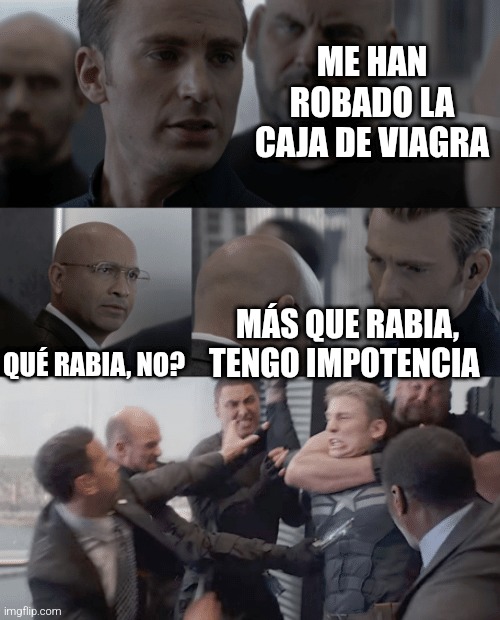 ME HAN
ROBADO LA
CAJA DE VIAGRA
QUÉ RABIA, NO?
MÁS QUE RABIA,
TENGO IMPOTENCIA
imgflip.com